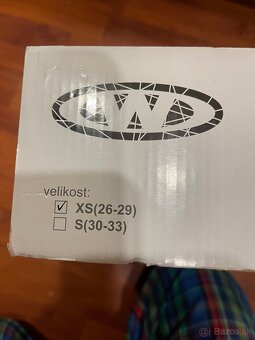 W
velikost:
XS(26-29)
S(30-33)
Bazos.sk